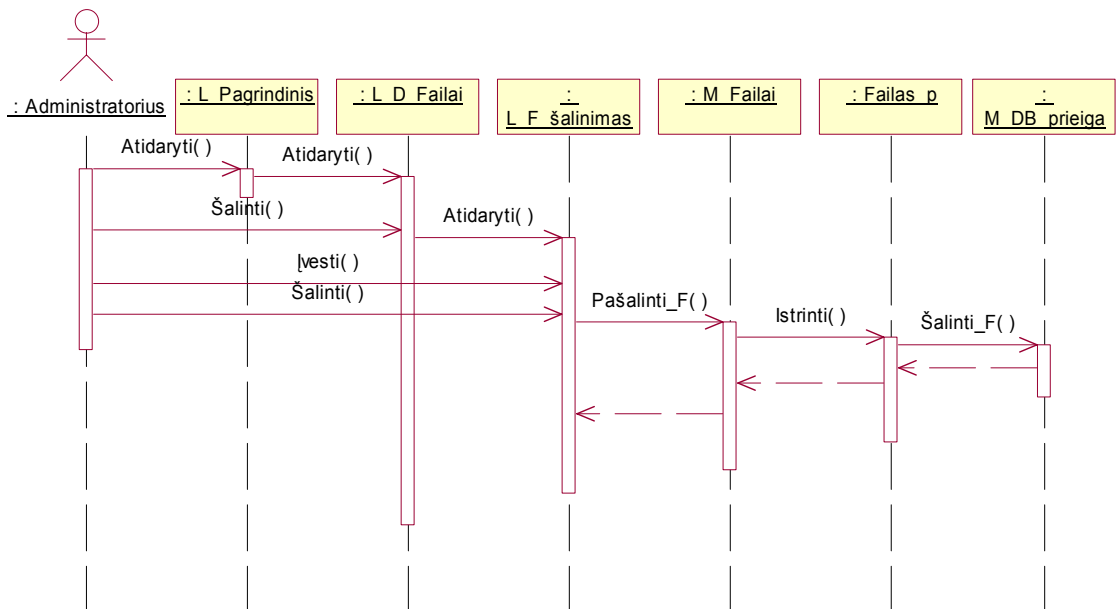 : Administratorius
: L_Pagrindinis
: L_D_Failai
:
L_F_šalinimas
: M_Failai
: Failas_p
:
M_DB_prieiga
Atidaryti( )
Atidaryti( )
Šalinti( )
Atidaryti( )
Įvesti( )
Šalinti( )
Pašalinti_F( )
Istrinti( )
Šalinti_F( )